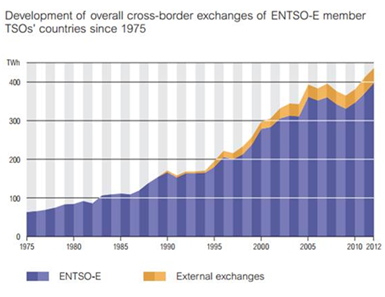 Development of overall cross-border exchanges of ENTSO-E member
TSOs' countries since 1975
TWh
400
300
200
100
0
1975 1980 1985 1990 1995 2000 2005 2010 2012
ENTSO-E External exchanges